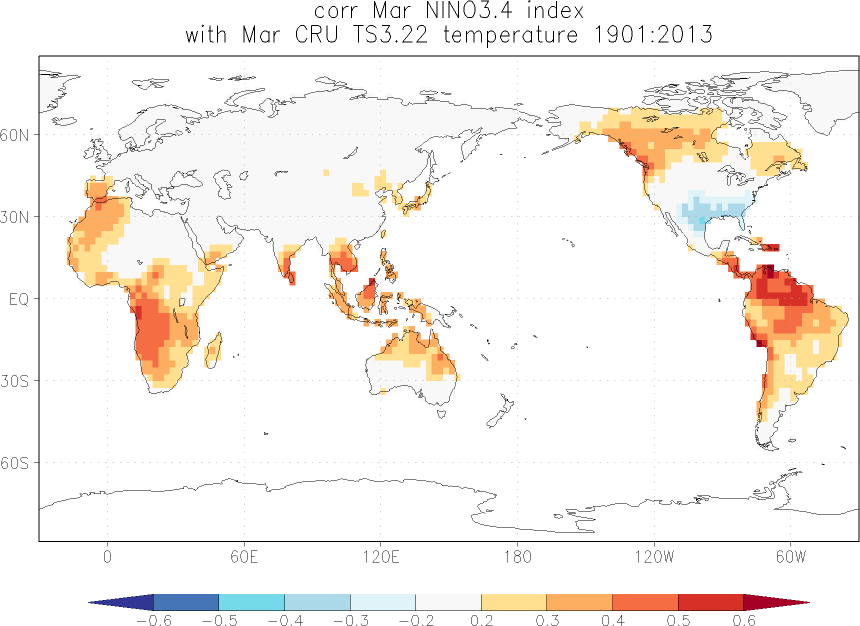 corr Mar NINO3.4 index
with Mar CRU TS3.22 temperature 1901:2013
60N
30N
EQ
30S
60S
0 60E 120E 180 120W 60W
-0.6 -0.5 -0.4 -0.3 -0.2 0.2 0.3 0.4 0.5 0.6